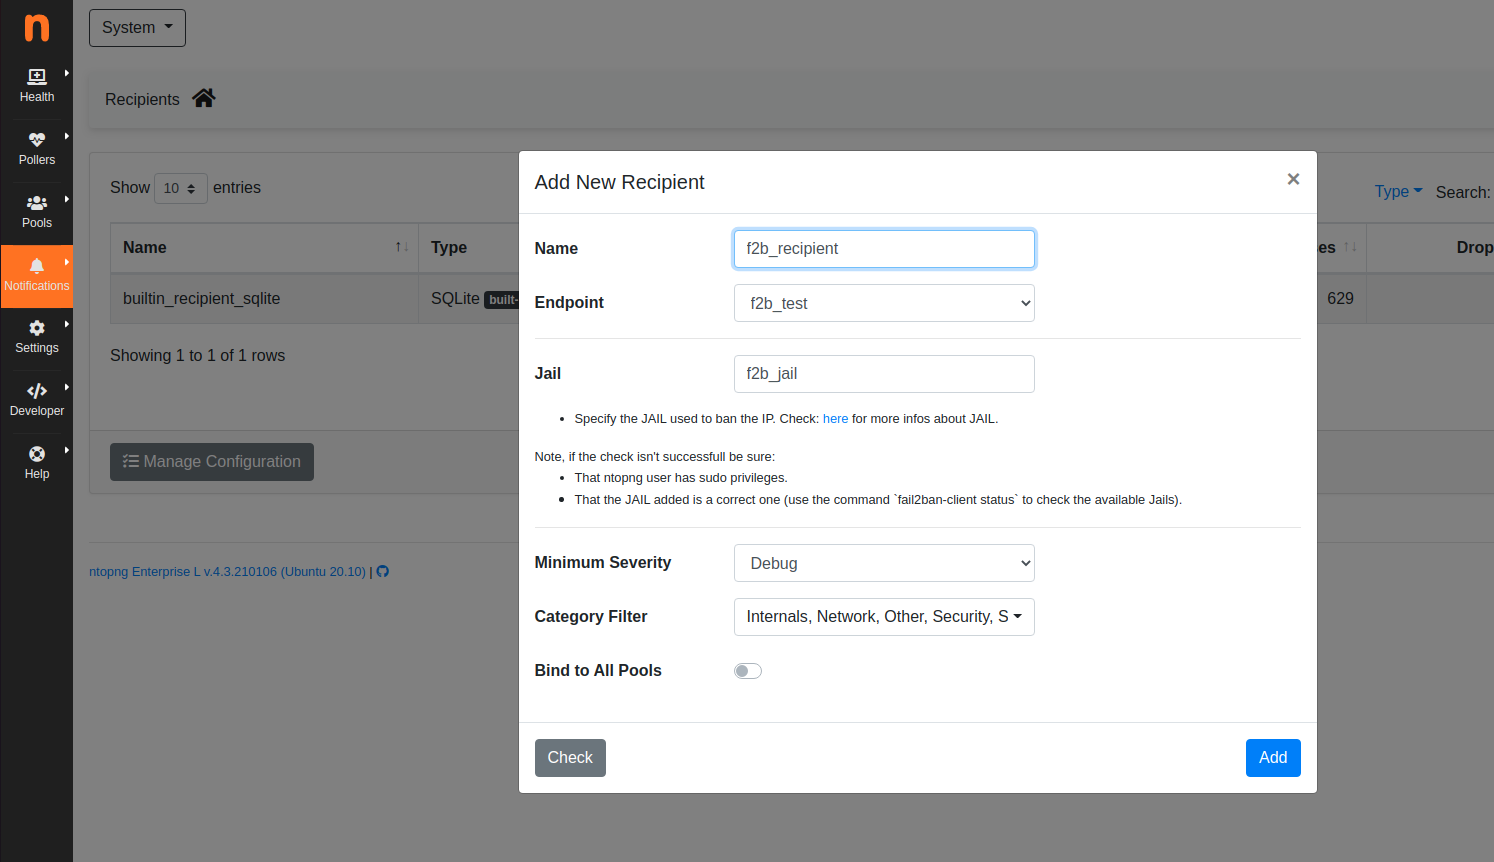 n
System
Health
Pollers
Pools
Notifications
Settings
Developer
Help
Recipients
Show 10 entries
Type Search:
Name Type es Drop
builtin_recipient_sqlite SQLite built- 629
Showing 1 to 1 of 1 rows
Manage Configuration
ntopng Enterprise L v.4.3.210106 (Ubuntu 20.10) |
Add New Recipient ×
Name f2b_recipient
Endpoint f2b_test
Jail f2b_jail
• Specify the JAIL used to ban the IP. Check: here for more infos about JAIL.
Note, if the check isn't successfull be sure:
• That ntopng user has sudo privileges.
• That the JAIL added is a correct one (use the command `fail2ban-client status` to check the available Jails).
Minimum Severity Debug
Category Filter Internals, Network, Other, Security, S
Bind to All Pools
Check Add